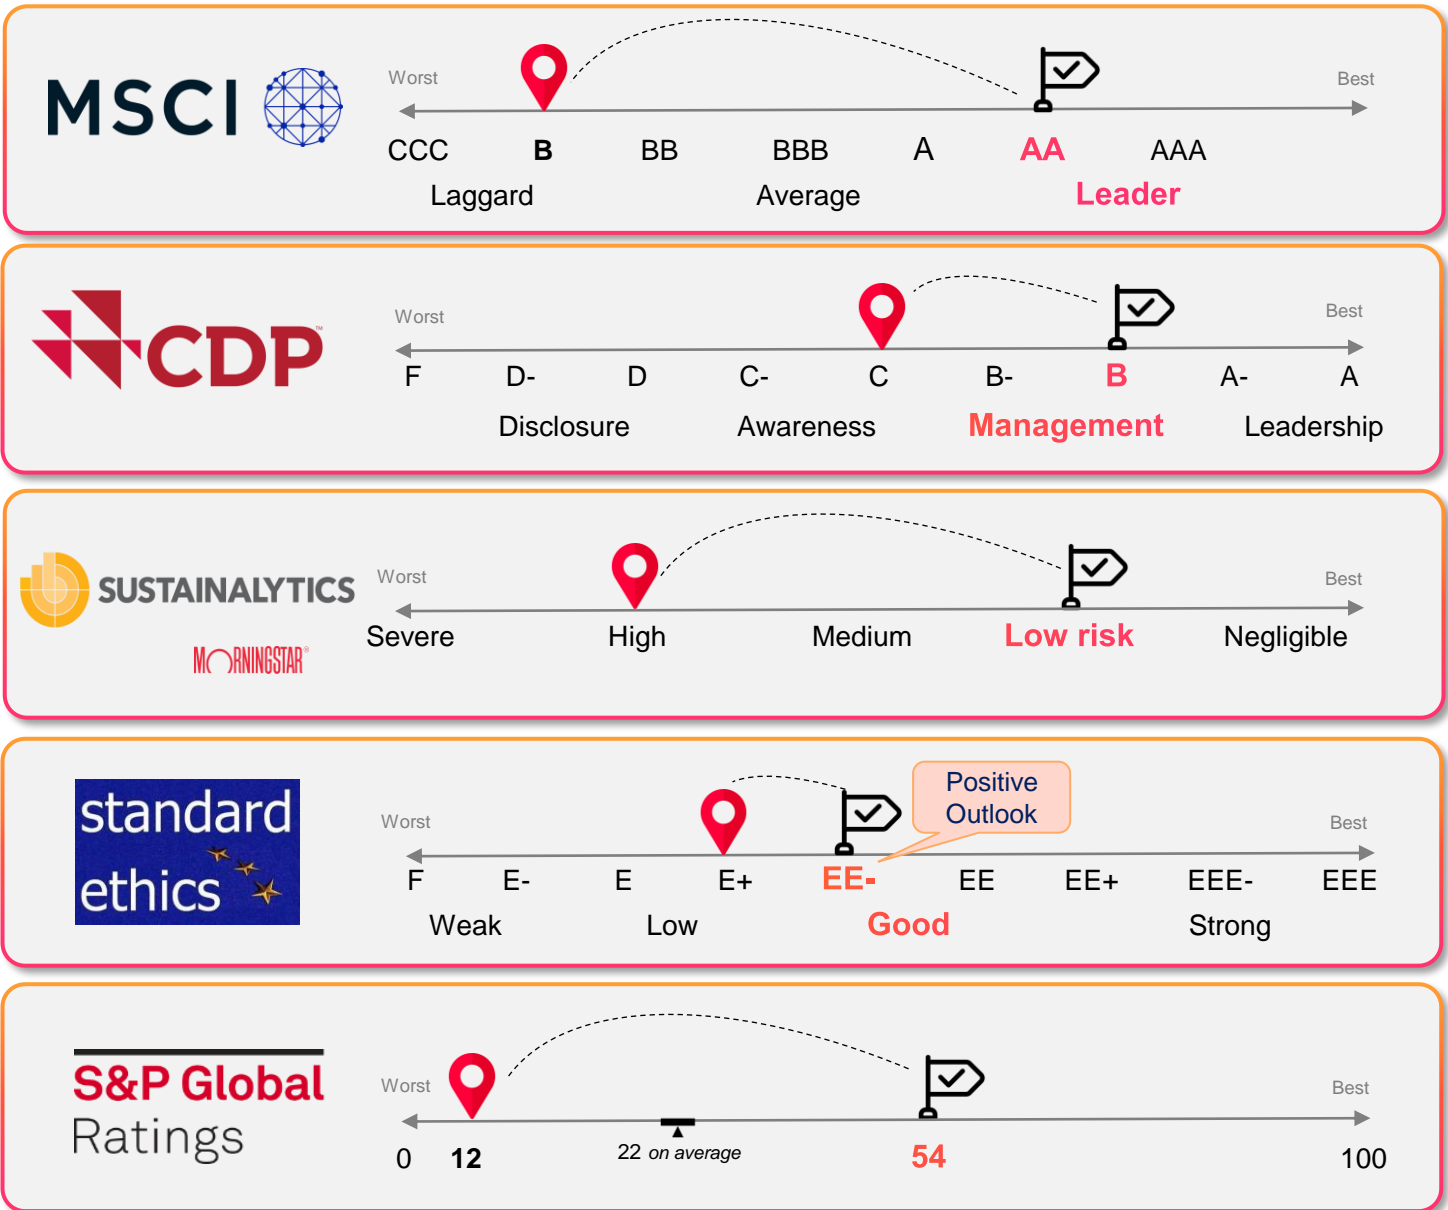 MSCI
Worst
Best
CCC B BB BBB A AA AAA
Laggard Average Leader
CDP™
Worst
Best
F D- D C- C B- B A- A
Disclosure Awareness Management Leadership
SUSTAINALYTICS
MORNINGSTAR®
Worst
Best
Severe High Medium Low risk Negligible
standard
ethics
Positive
Outlook
Worst
Best
F E- E E+ EE- EE EE+ EEE- EEE
Weak Low Good Strong
S&P Global
Ratings
Worst
Best
0 12 22 on average 54 100